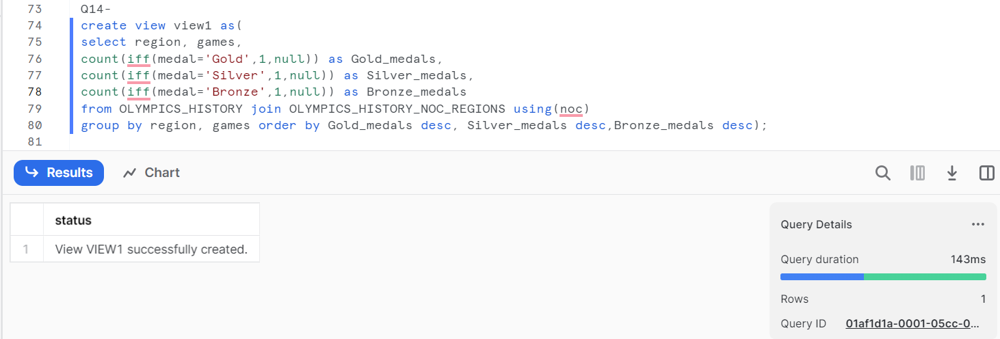 73 Q14-
74 create view view1 as(
75 select region, games,
76 count(iff(medal='Gold',1,null)) as Gold_medals,
77 count(iff(medal='Silver',1,null)) as Silver_medals,
78 count(iff(medal='Bronze',1,null)) as Bronze_medals
79 from OLYMPICS_HISTORY join OLYMPICS_HISTORY_NOC_REGIONS using(noc)
80 group by region, games order by Gold_medals desc, Silver_medals desc,Bronze_medals desc);
81
Results Chart
status
1 View VIEW1 successfully created.
Query Details ...
Query duration 143ms
Rows 1
Query ID 01af1d1a-0001-05cc-0...